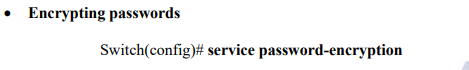 • Encrypting passwords
Switch(config)# service password-encryption